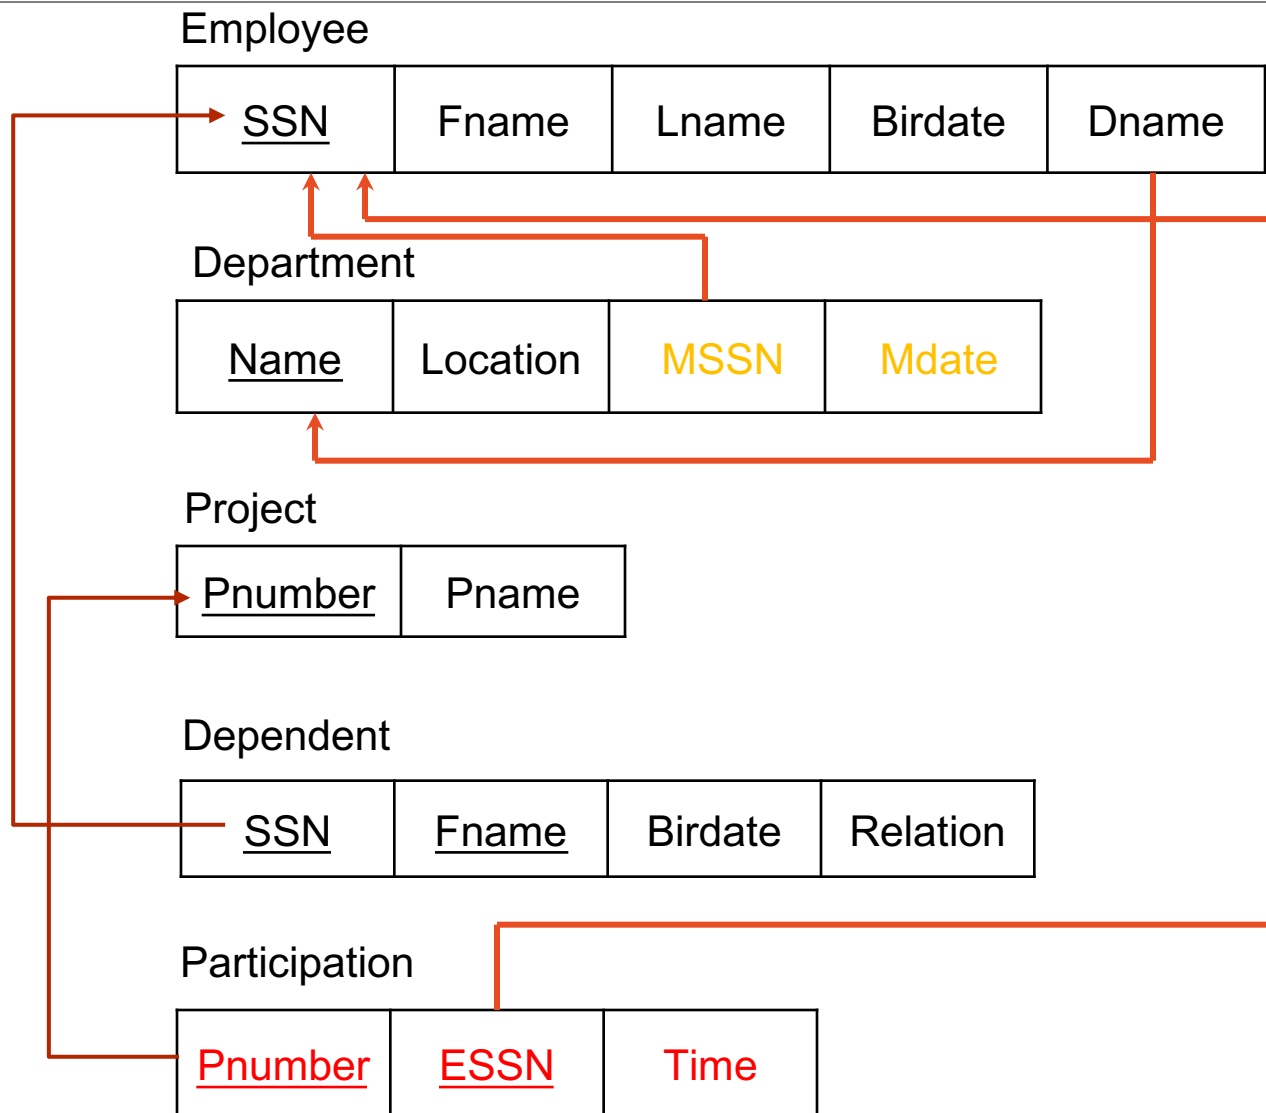 Employee
SSN Fname Lname Birdate Dname
Department
Name Location MSSN Mdate
Project
Pnumber Pname
Dependent
SSN Fname Birdate Relation
Participation
Pnumber ESSN Time